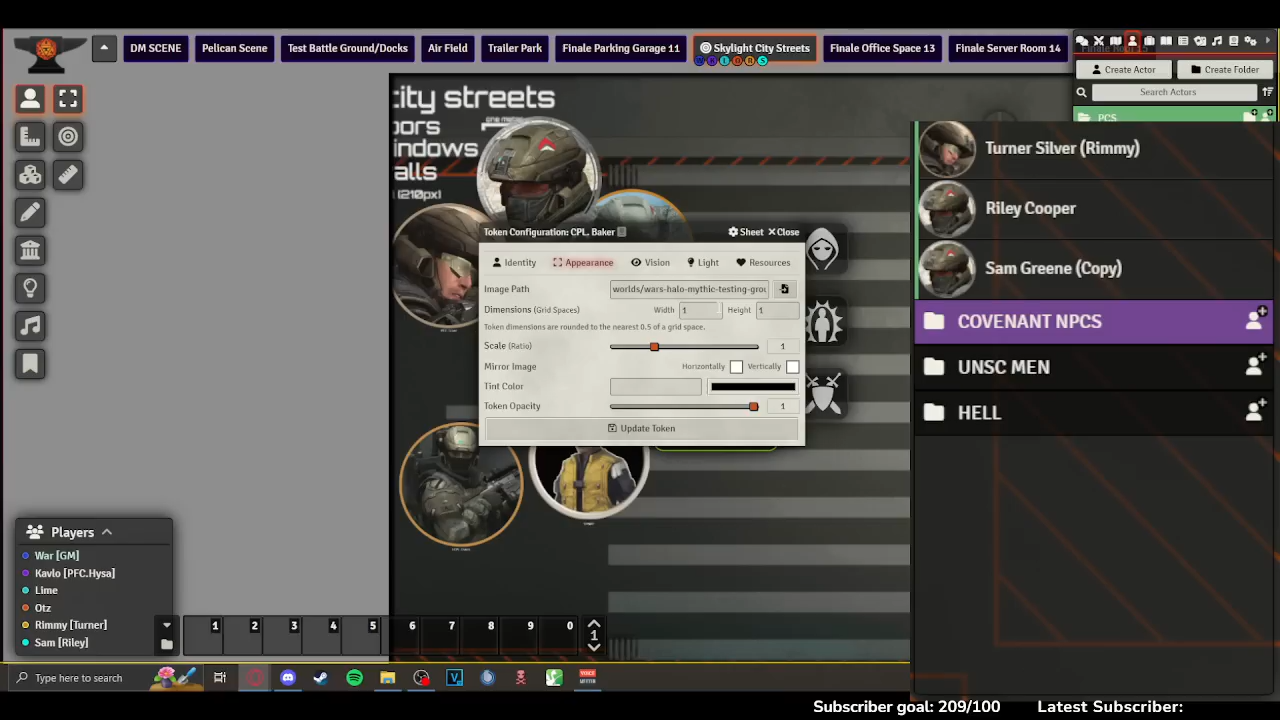 DM SCENE
Pelican Scene
Test Battle Ground/Docks
Air Field
Trailer Park
Finale Parking Garage 11
Skylight City Streets
Finale Office Space 13
Finale Server Room 14
Create Actor
Create Folder
Search Actors
PCS
city streets
one meter
oors
indows
alls
(210px)
Turner Silver (Rimmy)
Riley Cooper
Sam Greene (Copy)
COVENANT NPCS
UNSC MEN
HELL
Token Configuration: CPL. Baker
Sheet
Close
Identity
Appearance
Vision
Light
Resources
Image Path
worlds/wars-halo-mythic-testing-grou
Dimensions (Grid Spaces)
Width 1
Height 1
Token dimensions are rounded to the nearest 0.5 of a grid space.
Scale (Ratio)
1
Mirror Image
Horizontally
Vertically
Tint Color
Token Opacity
1
Update Token
Players
War [GM]
Kavlo [PFC.Hysa]
Lime
Otz
Rimmy [Turner]
Sam [Riley]
1 2 3 4 5 6 7 8 9 0
1
Type here to search
Subscriber goal: 209/100
Latest Subscriber: